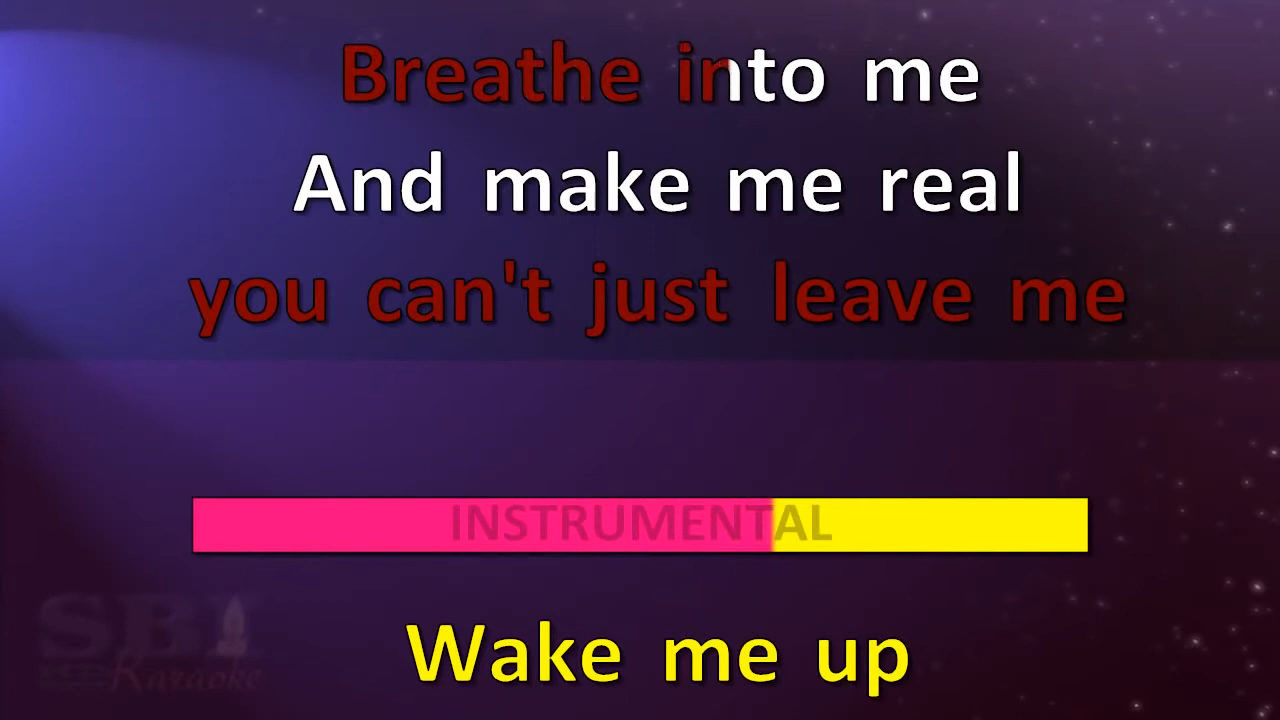 Breathe into me
And make me real
you can't just leave me
INSTRUMENTAL
Wake me up
SBI
Karaoke